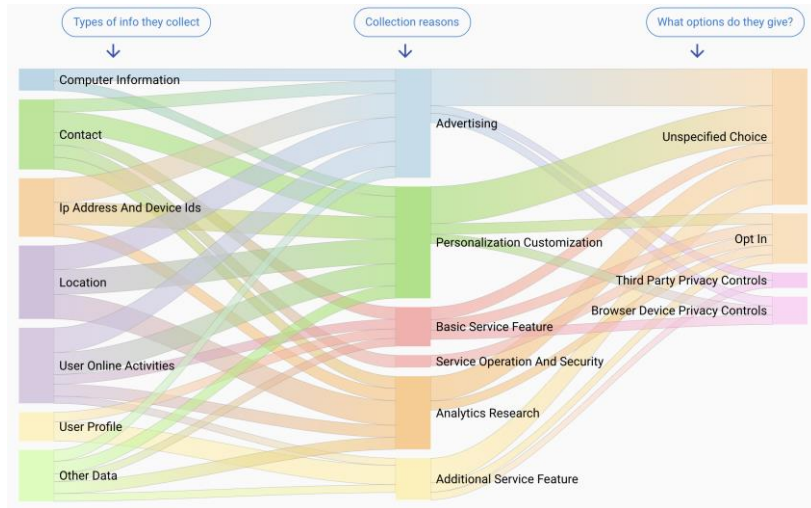 Types of info they collect
Collection reasons
What options do they give?
Computer Information
Contact
Ip Address And Device Ids
Location
User Online Activities
User Profile
Other Data
Advertising
Personalization Customization
Basic Service Feature
Service Operation And Security
Analytics Research
Additional Service Feature
Unspecified Choice
Opt In
Third Party Privacy Controls
Browser Device Privacy Controls